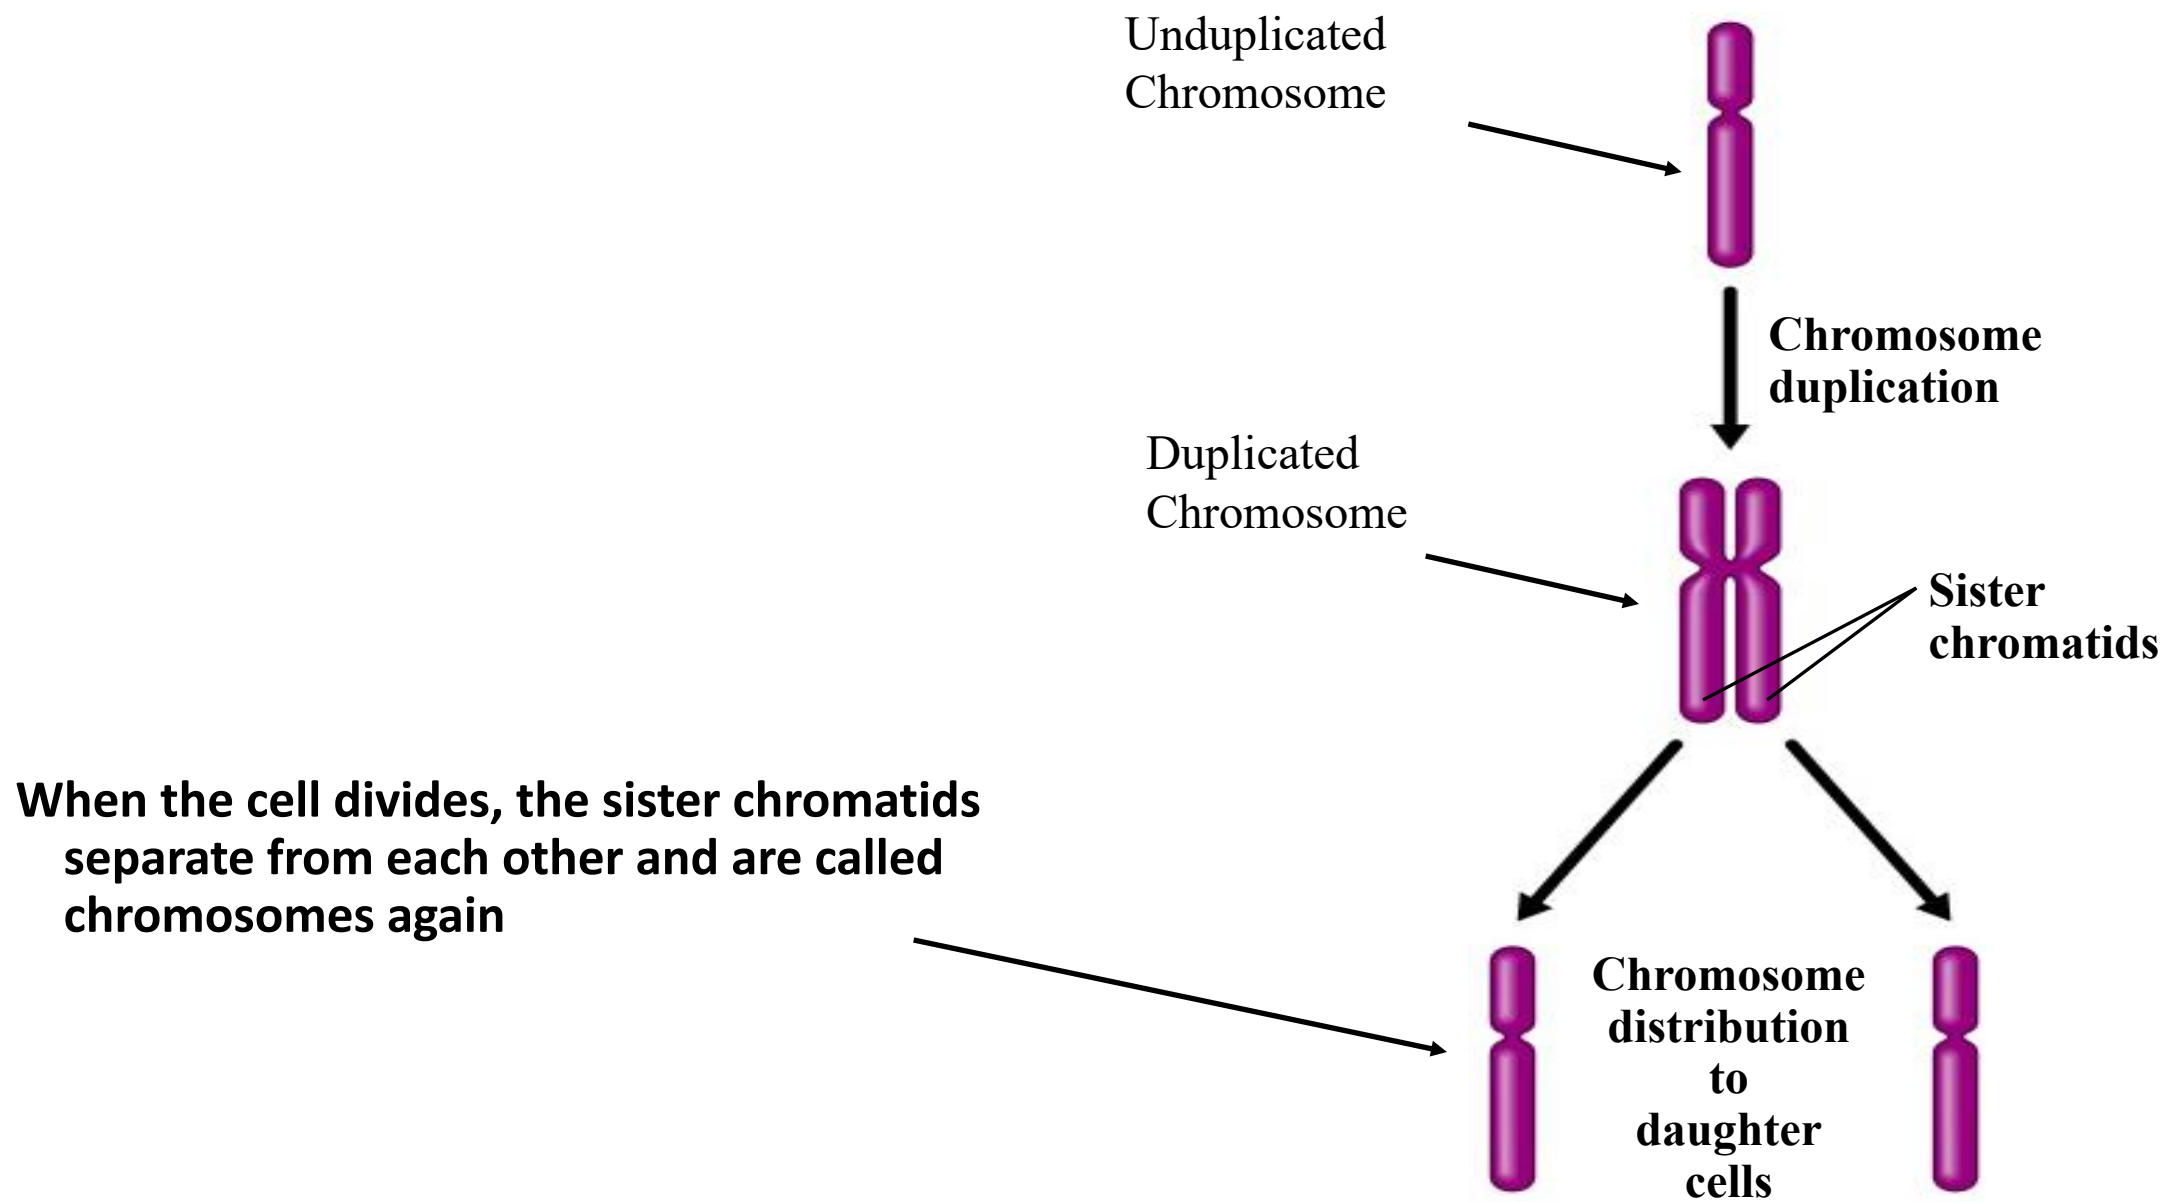 Unduplicated
Chromosome
Chromosome
duplication
Duplicated
Chromosome
Sister
chromatids
When the cell divides, the sister chromatids
separate from each other and are called
chromosomes again
Chromosome
distribution
to
daughter
cells